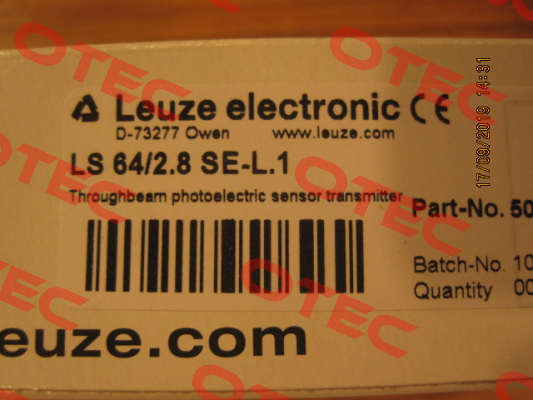 Leuze electronic CE
D-73277 Owen www.leuze.com
LS 64/2.8 SE-L.1
Throughbeam photoelectric sensor transmitter
Part-No. 50
Batch-No. 10
Quantity 00
euze.com
17/09/2019 14:31
OTEC
OTEC
OTEC
OTEC
OTEC
OTEC
OTEC